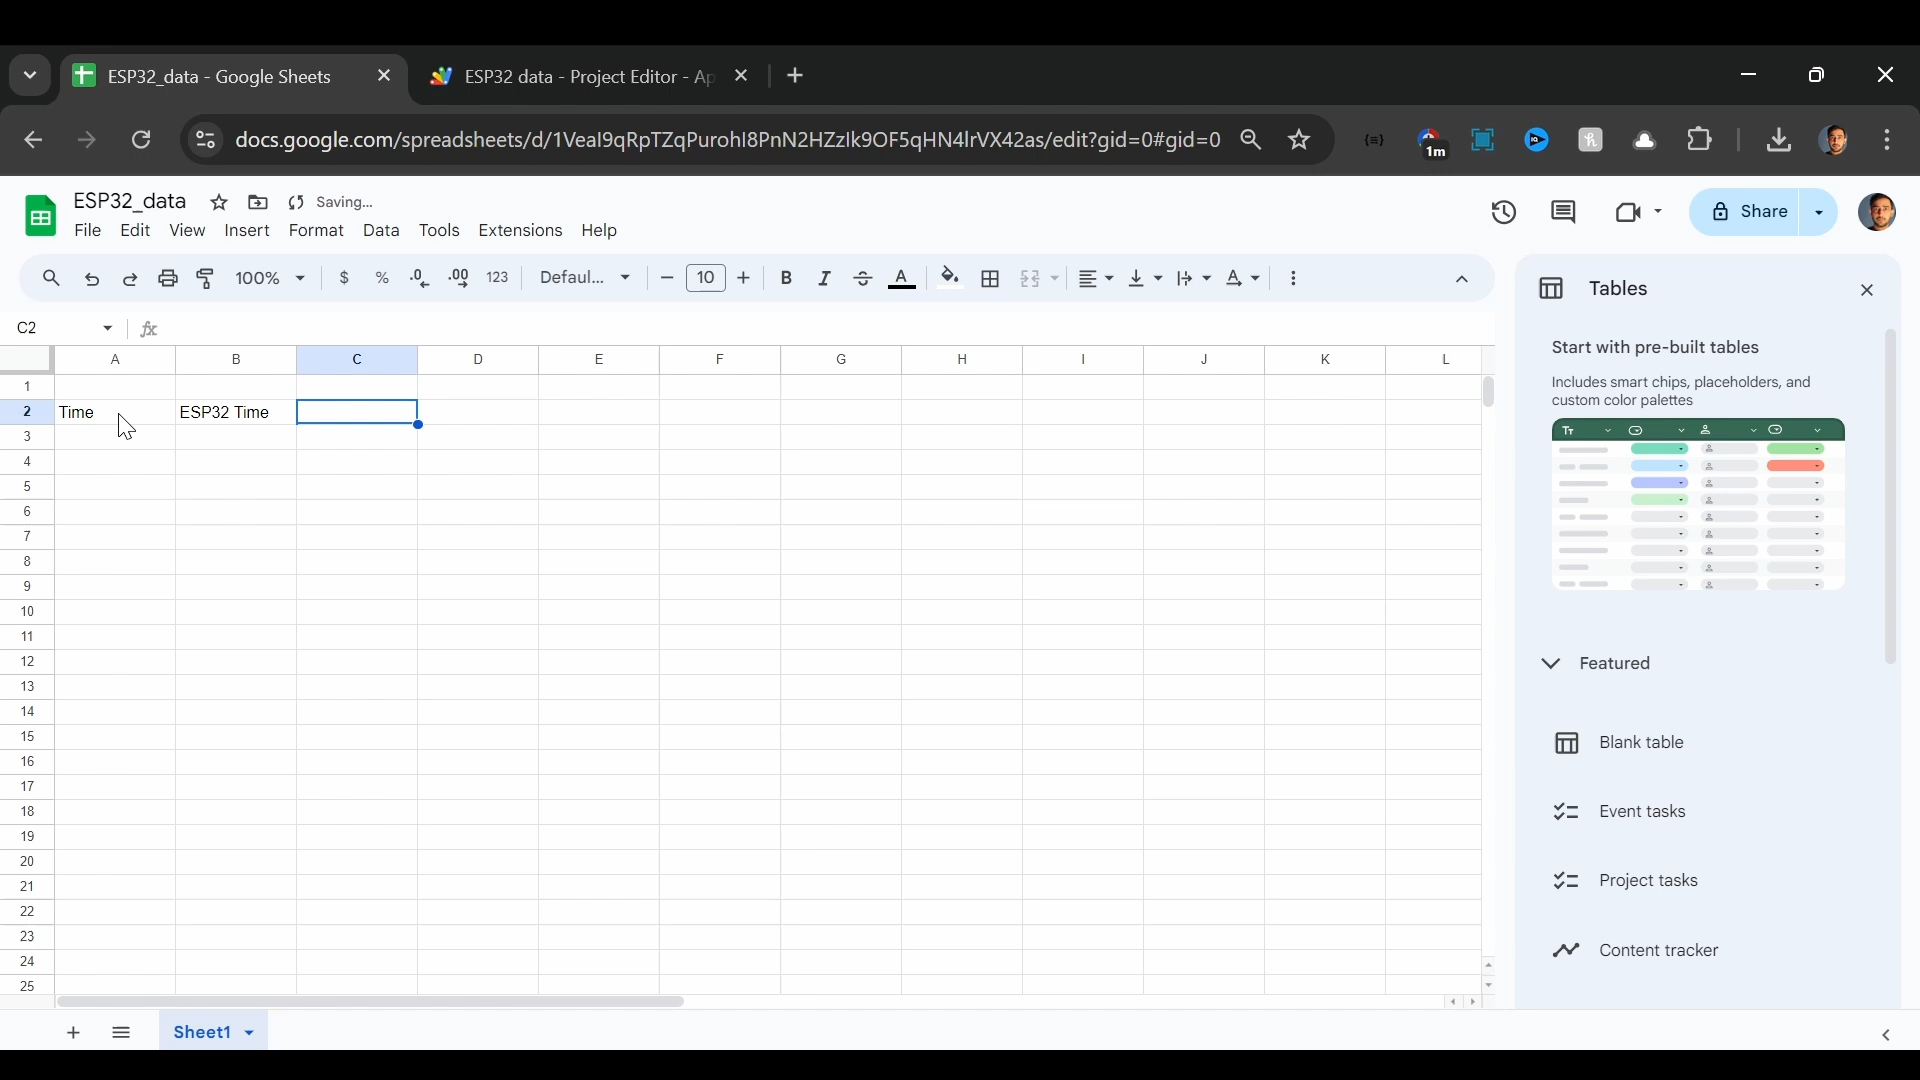 ESP32_data - Google Sheets
ESP32 data - Project Editor - Ap
docs.google.com/spreadsheets/d/1Veal9qRpTZqPurohl8PnN2HZzlk9OF5qHN4lrVX42as/edit?gid=0#gid=0
1m
ESP32_data
Saving...
File Edit View Insert Format Data Tools Extensions Help
Share
100% $ % .0 .00 123 Defaul... 10 B I A
Tables
C2 fx
Start with pre-built tables
Includes smart chips, placeholders, and
custom color palettes
A B C D E F G H I J K L
1
2 Time ESP32 Time
3
4
5
6
7
8
9
10
11
12
13
14
15
16
17
18
19
20
21
22
23
24
25
Featured
Blank table
Event tasks
Project tasks
Content tracker
Sheet1